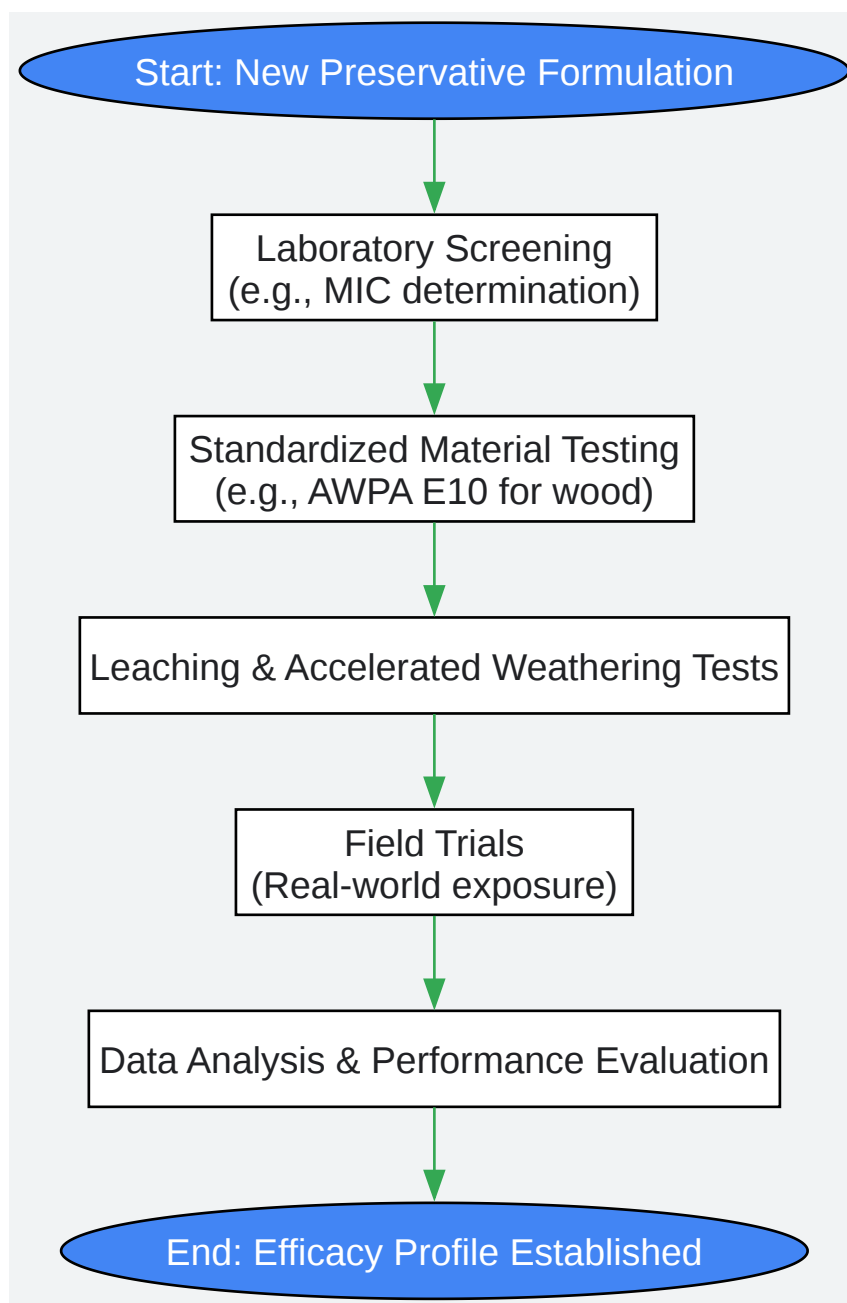 Start: New Preservative Formulation
Laboratory Screening
(e.g., MIC determination)
Standardized Material Testing
(e.g., AWPA E10 for wood)
Leaching & Accelerated Weathering Tests
Field Trials
(Real-world exposure)
Data Analysis & Performance Evaluation
End: Efficacy Profile Established